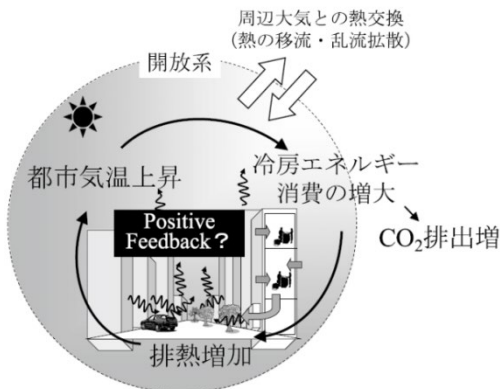 周辺大気との熱交換
（熱の移流・乱流拡散）
開放系
都市気温上昇
冷房エネルギー
消費の増大
CO₂排出増
Positive
Feedback？
排熱増加